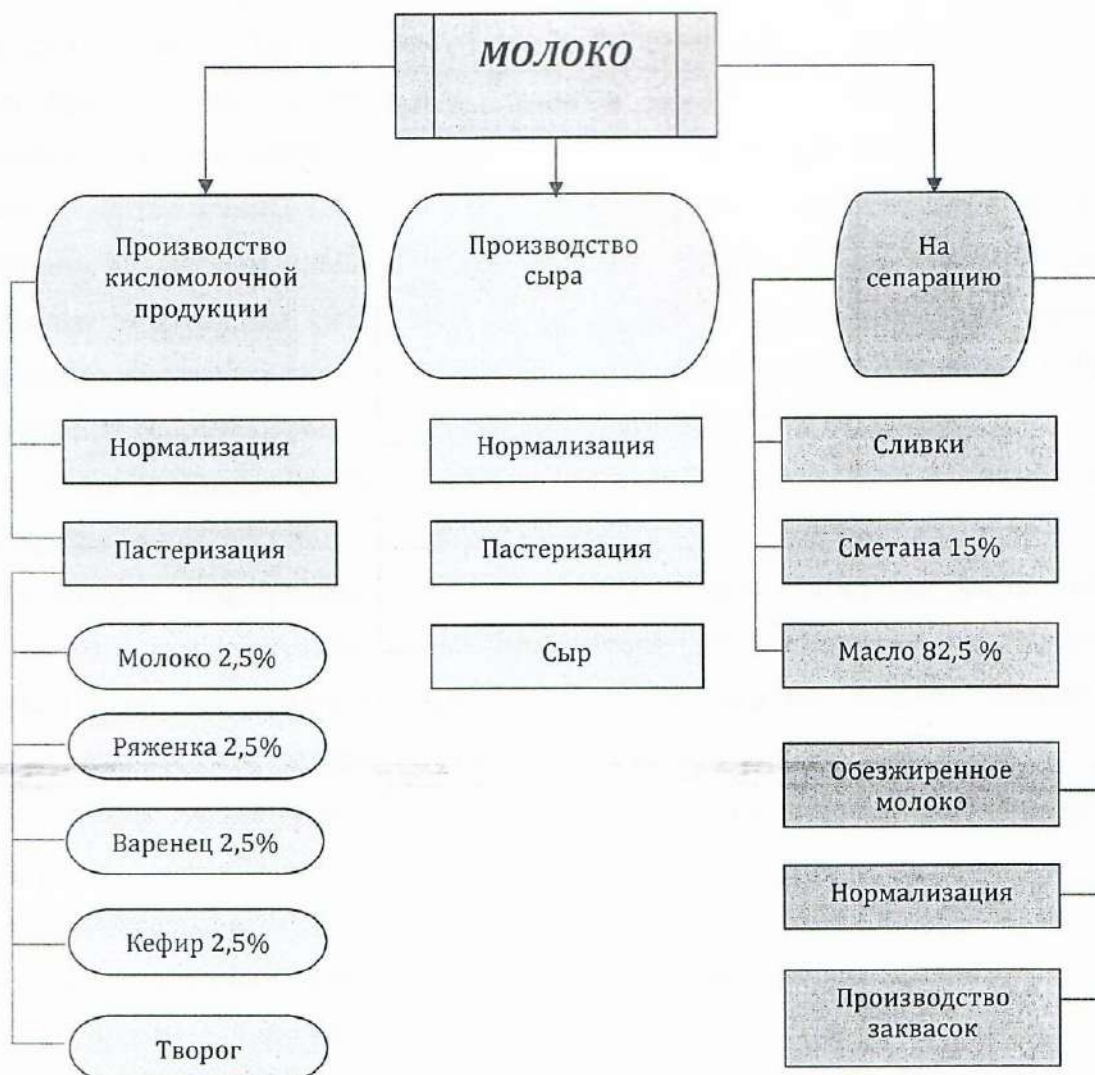 МОЛОКО
Производство
кисломолочной
продукции
Нормализация
Пастеризация
Молоко 2,5%
Ряженка 2,5%
Варенец 2,5%
Кефир 2,5%
Творог
Производство
сыра
Нормализация
Пастеризация
Сыр
На
сепарацию
Сливки
Сметана 15%
Масло 82,5 %
Обезжиренное
молоко
Нормализация
Производство
заквасок